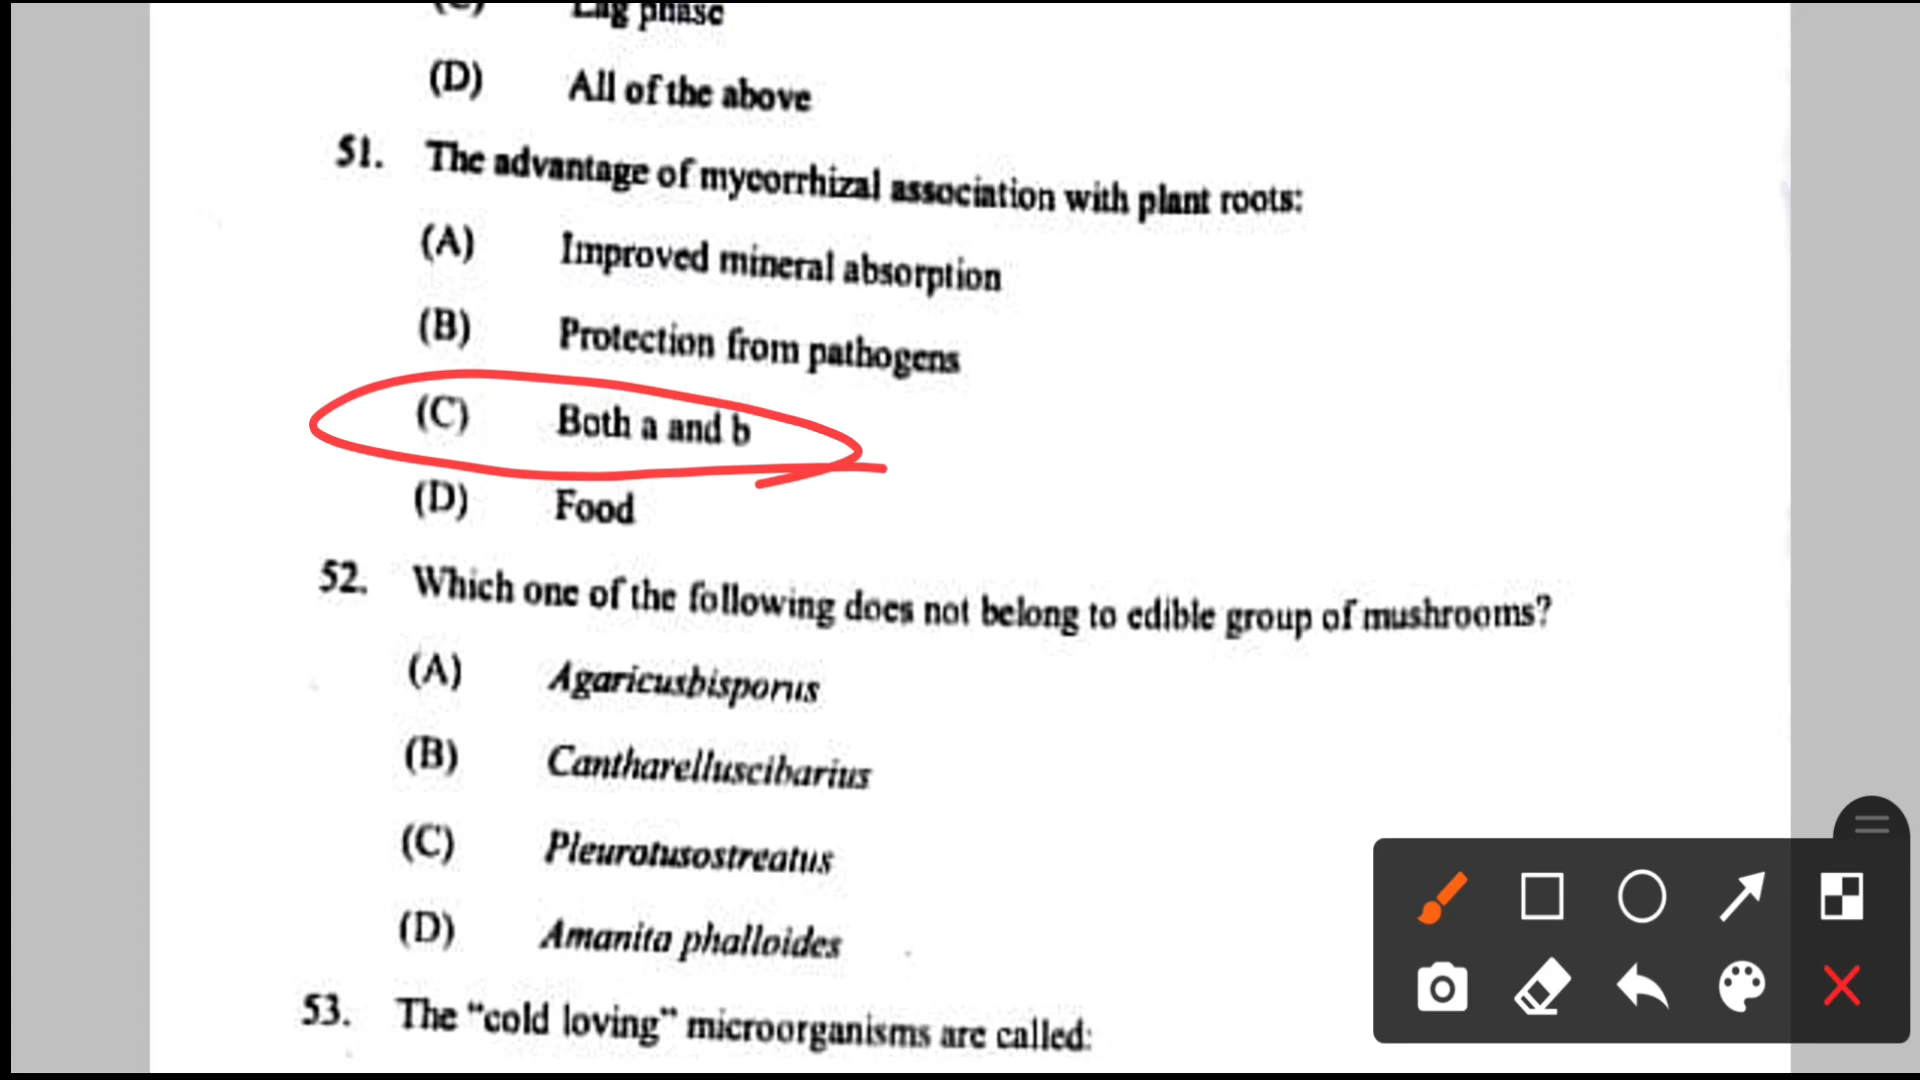 (C) Lag phase
(D) All of the above
51. The advantage of mycorrhizal association with plant roots:
(A) Improved mineral absorption
(B) Protection from pathogens
(C) Both a and b
(D) Food
52. Which one of the following does not belong to edible group of mushrooms?
(A) Agaricusbisporus
(B) Cantharelluscibarius
(C) Pleurotusostreatus
(D) Amanita phalloides
53. The "cold loving" microorganisms are called: